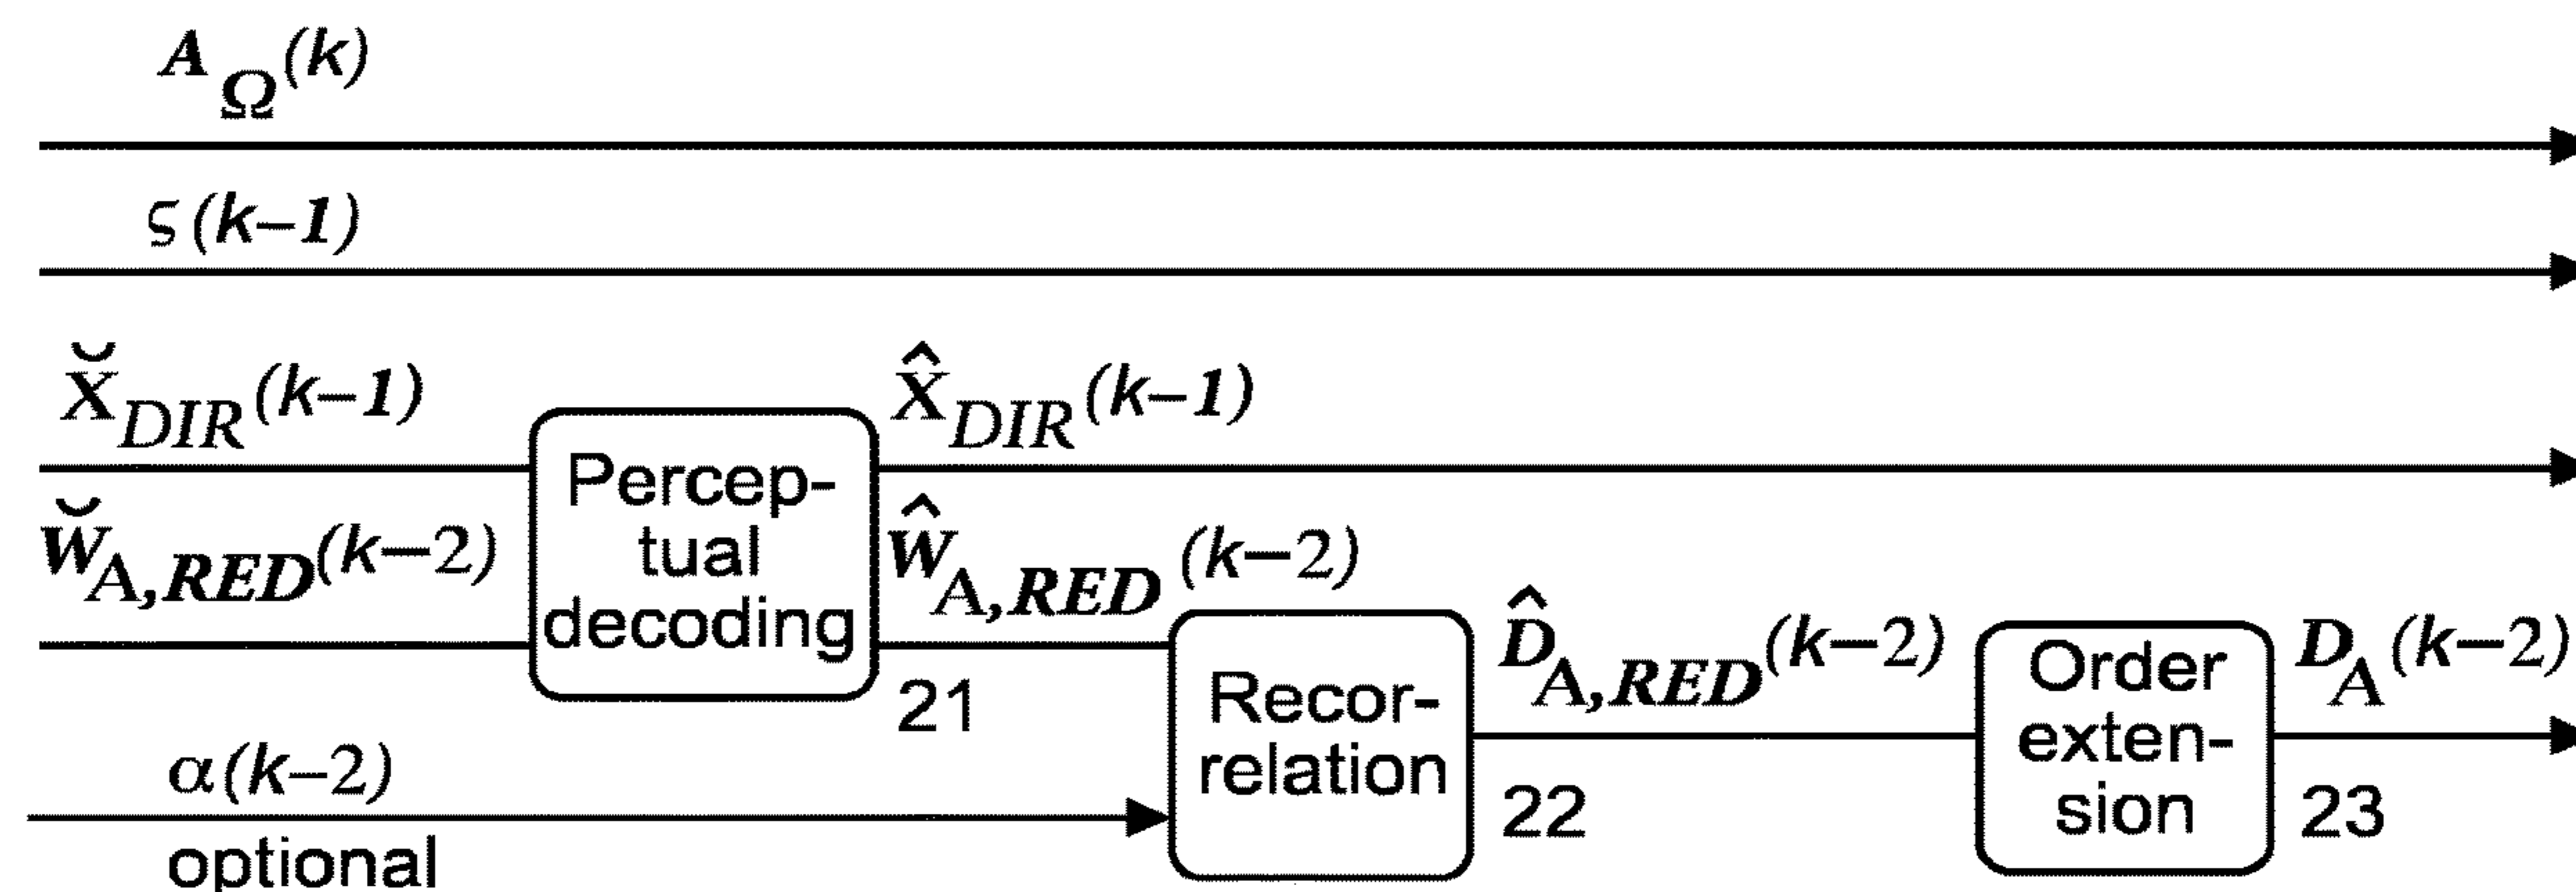 A_Ω(k)
ς(k–1)
X̆_DIR(k–1)
X̂_DIR(k–1)
W̆_A,RED(k–2)
Percep-
tual
decoding
21
Ŵ_A,RED(k–2)
α(k–2)
optional
Recor-
relation
22
D̂_A,RED(k–2)
Order
exten-
sion
23
D_A(k–2)